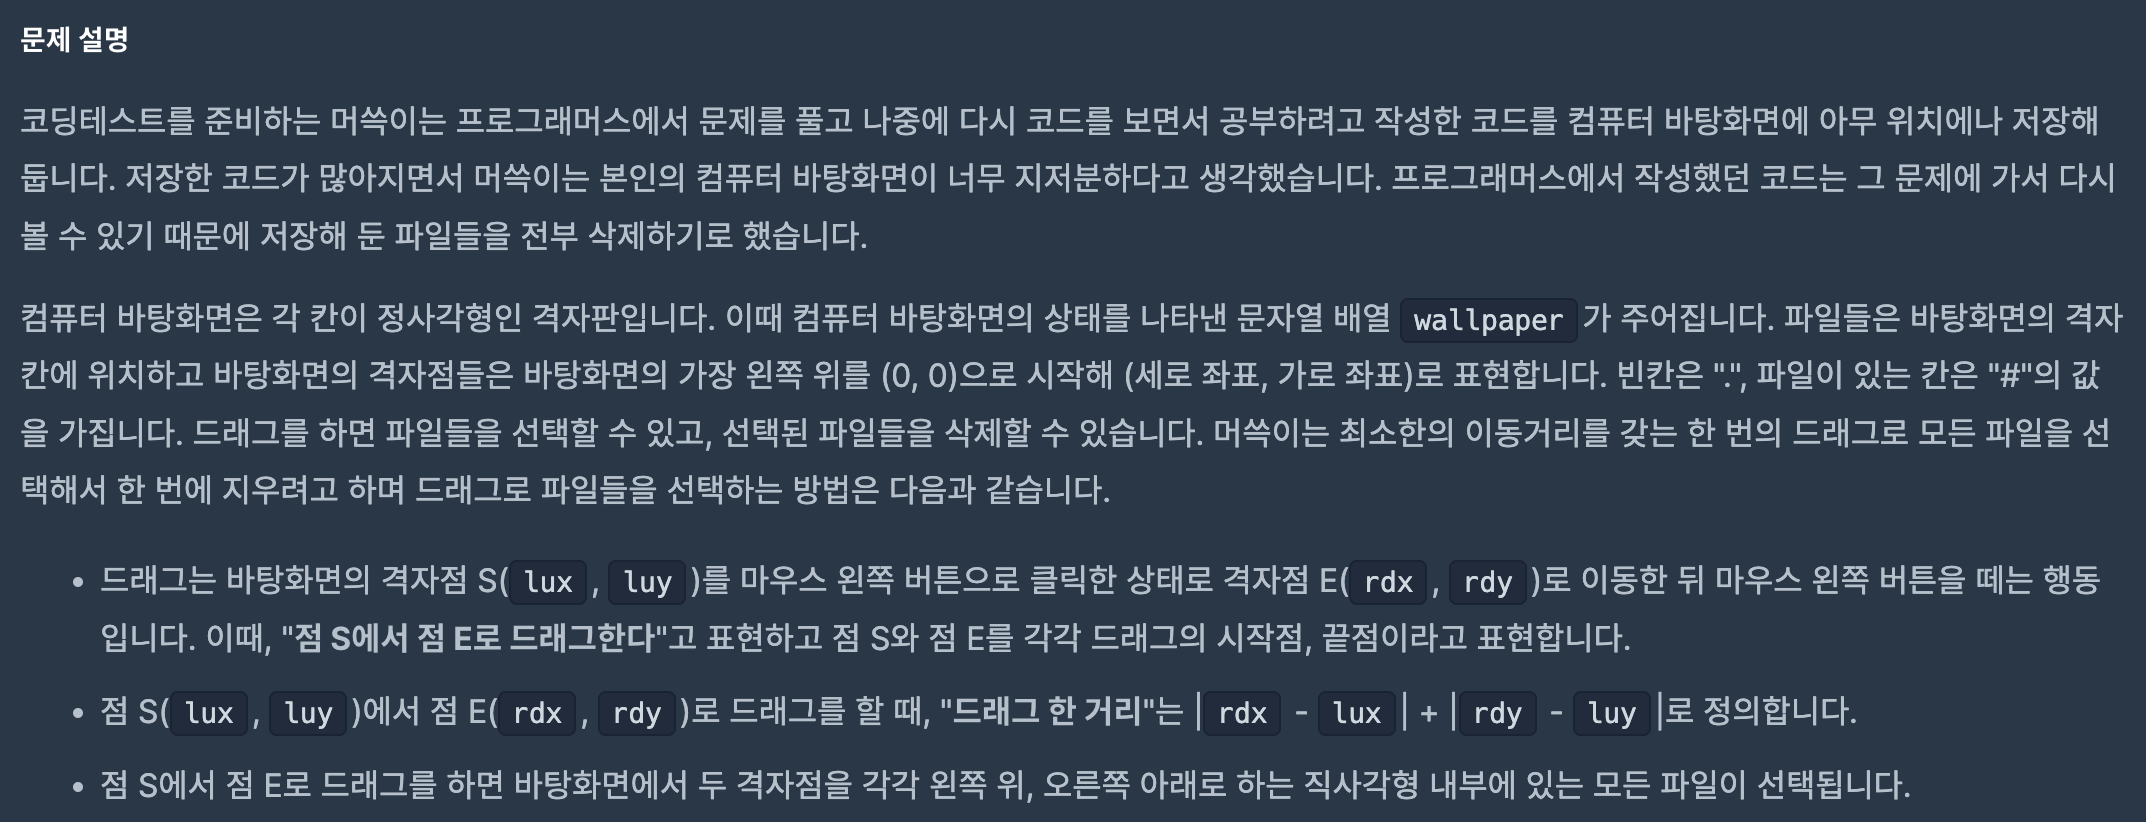 문제 설명
코딩테스트를 준비하는 머쓱이는 프로그래머스에서 문제를 풀고 나중에 다시 코드를 보면서 공부하려고 작성한 코드를 컴퓨터 바탕화면에 아무 위치에나 저장해
둡니다. 저장한 코드가 많아지면서 머쓱이는 본인의 컴퓨터 바탕화면이 너무 지저분하다고 생각했습니다. 프로그래머스에서 작성했던 코드는 그 문제에 가서 다시
볼 수 있기 때문에 저장해 둔 파일들을 전부 삭제하기로 했습니다.
컴퓨터 바탕화면은 각 칸이 정사각형인 격자판입니다. 이때 컴퓨터 바탕화면의 상태를 나타낸 문자열 배열 wallpaper가 주어집니다. 파일들은 바탕화면의 격자
칸에 위치하고 바탕화면의 격자점들은 바탕화면의 가장 왼쪽 위를 (0, 0)으로 시작해 (세로 좌표, 가로 좌표)로 표현합니다. 빈칸은 ".", 파일이 있는 칸은 "#"의 값
을 가집니다. 드래그를 하면 파일들을 선택할 수 있고, 선택된 파일들을 삭제할 수 있습니다. 머쓱이는 최소한의 이동거리를 갖는 한 번의 드래그로 모든 파일을 선
택해서 한 번에 지우려고 하며 드래그로 파일들을 선택하는 방법은 다음과 같습니다.
• 드래그는 바탕화면의 격자점 S(lux, luy)를 마우스 왼쪽 버튼으로 클릭한 상태로 격자점 E(rdx, rdy)로 이동한 뒤 마우스 왼쪽 버튼을 떼는 행동
입니다. 이때, "점 S에서 점 E로 드래그한다"고 표현하고 점 S와 점 E를 각각 드래그의 시작점, 끝점이라고 표현합니다.
• 점 S(lux, luy)에서 점 E(rdx, rdy)로 드래그를 할 때, "드래그 한 거리"는 |rdx - lux| + |rdy - luy|로 정의합니다.
• 점 S에서 점 E로 드래그를 하면 바탕화면에서 두 격자점을 각각 왼쪽 위, 오른쪽 아래로 하는 직사각형 내부에 있는 모든 파일이 선택됩니다.